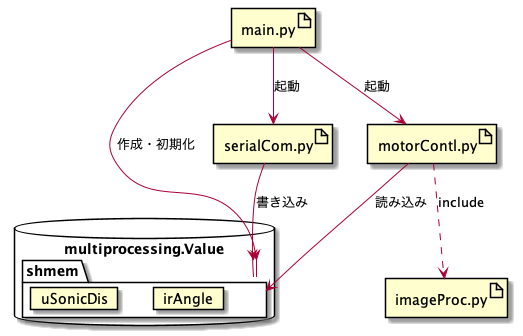 main.py
起動
起動
作成・初期化
serialCom.py
motorContl.py
書き込み
読み込み
include
multiprocessing.Value
shmem
uSonicDis
irAngle
imageProc.py